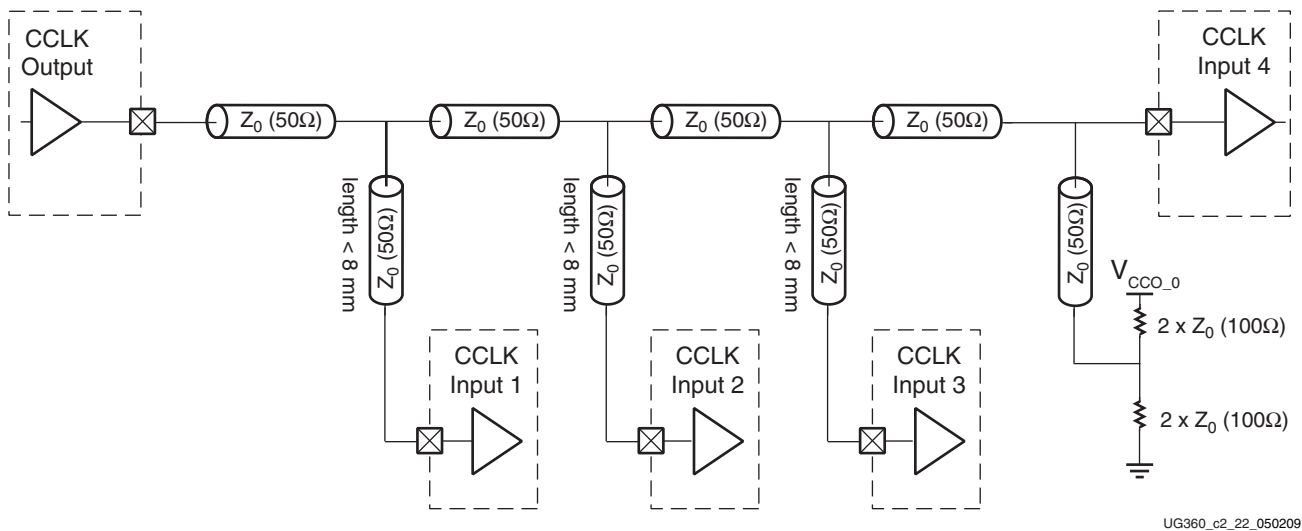 CCLK
Output
CCLK
Input 4
Z0 (50Ω)
Z0 (50Ω)
Z0 (50Ω)
Z0 (50Ω)
length < 8 mm
Z0 (50Ω)
length < 8 mm
Z0 (50Ω)
length < 8 mm
Z0 (50Ω)
Z0 (50Ω)
VCCO_0
2 x Z0 (100Ω)
2 x Z0 (100Ω)
CCLK
Input 1
CCLK
Input 2
CCLK
Input 3
UG360_c2_22_050209